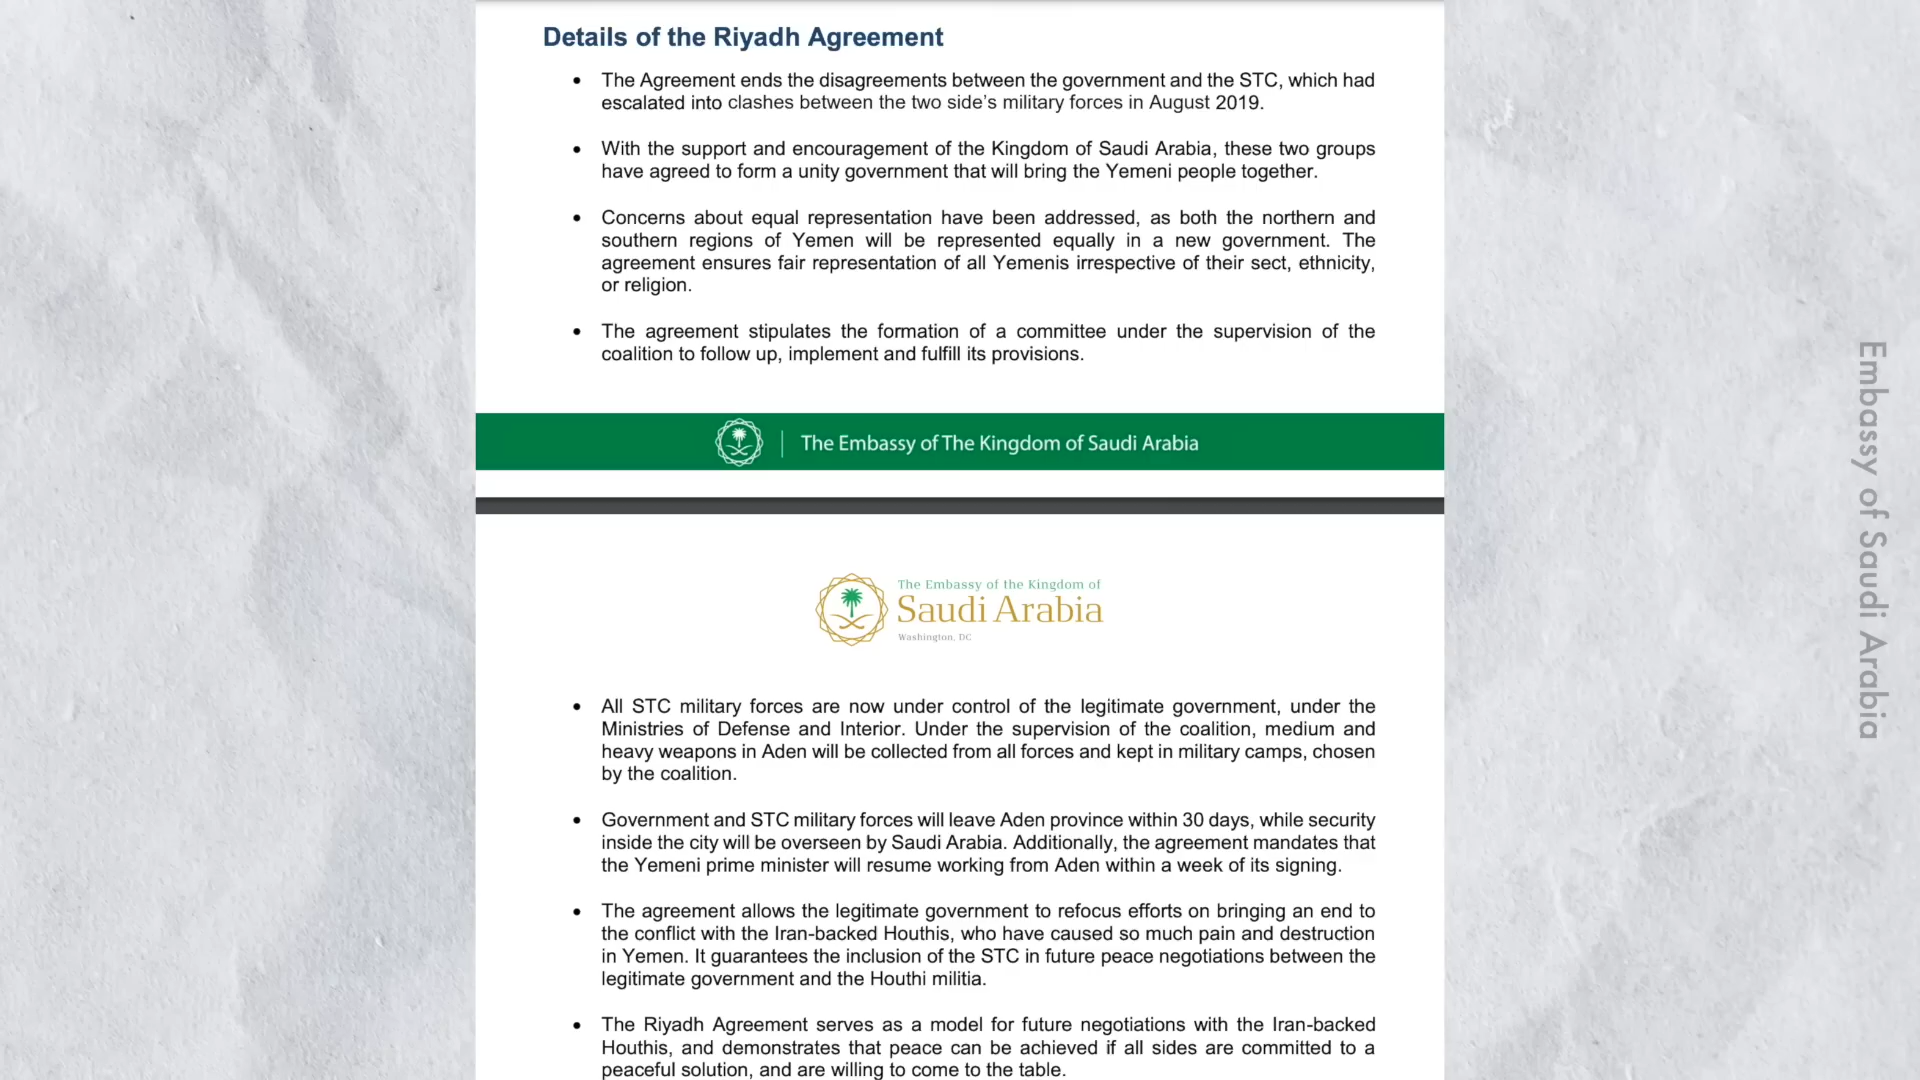 Details of the Riyadh Agreement
• The Agreement ends the disagreements between the government and the STC, which had
escalated into clashes between the two side's military forces in August 2019.
• With the support and encouragement of the Kingdom of Saudi Arabia, these two groups
have agreed to form a unity government that will bring the Yemeni people together.
• Concerns about equal representation have been addressed, as both the northern and
southern regions of Yemen will be represented equally in a new government. The
agreement ensures fair representation of all Yemenis irrespective of their sect, ethnicity,
or religion.
• The agreement stipulates the formation of a committee under the supervision of the
coalition to follow up, implement and fulfill its provisions.
The Embassy of The Kingdom of Saudi Arabia
The Embassy of the Kingdom of
Saudi Arabia
Washington, DC
• All STC military forces are now under control of the legitimate government, under the
Ministries of Defense and Interior. Under the supervision of the coalition, medium and
heavy weapons in Aden will be collected from all forces and kept in military camps, chosen
by the coalition.
• Government and STC military forces will leave Aden province within 30 days, while security
inside the city will be overseen by Saudi Arabia. Additionally, the agreement mandates that
the Yemeni prime minister will resume working from Aden within a week of its signing.
• The agreement allows the legitimate government to refocus efforts on bringing an end to
the conflict with the Iran-backed Houthis, who have caused so much pain and destruction
in Yemen. It guarantees the inclusion of the STC in future peace negotiations between the
legitimate government and the Houthi militia.
• The Riyadh Agreement serves as a model for future negotiations with the Iran-backed
Houthis, and demonstrates that peace can be achieved if all sides are committed to a
peaceful solution, and are willing to come to the table.
Embassy of Saudi Arabia